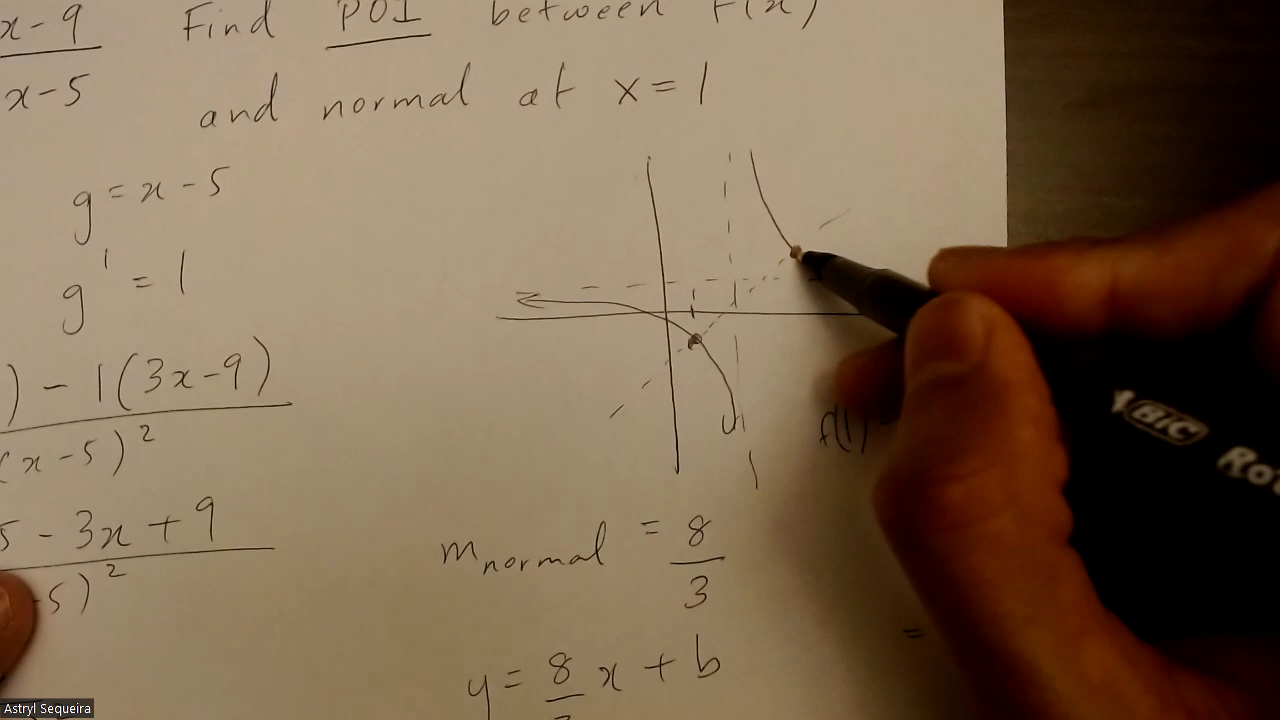 x-9 Find POI between f(x)
x-5 and normal at x=1
g = x-5
g' = 1
) - 1(3x-9)
(x-5)²
f(1)
5 - 3x + 9
-5)²
m normal = 8
3
=
y = 8 x + b
BIC
Astryl Sequeira